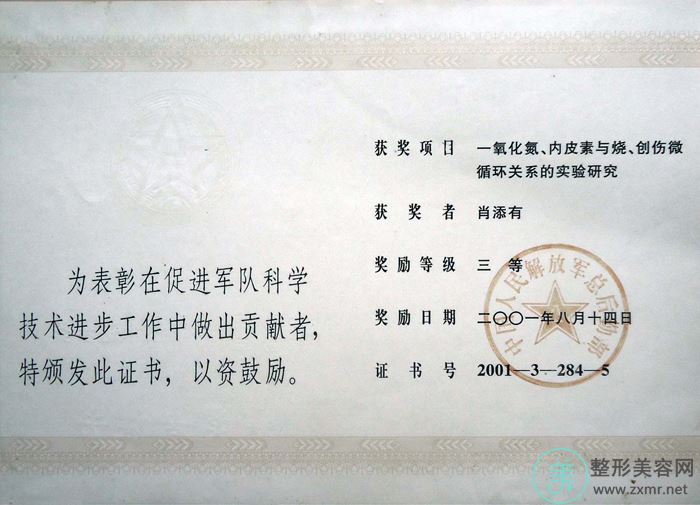 为表彰在促进军队科学
技术进步工作中做出贡献者，
特颁发此证书，以资鼓励。
获奖项目 一氧化氮、内皮素与烧、创伤微
循环关系的实验研究
获奖者 肖添有
奖励等级 三等
奖励日期 二〇〇一年八月十四日
证书号 2001—3—284—5
中国人民解放军总后勤部
整形美容网
www.zxmr.net